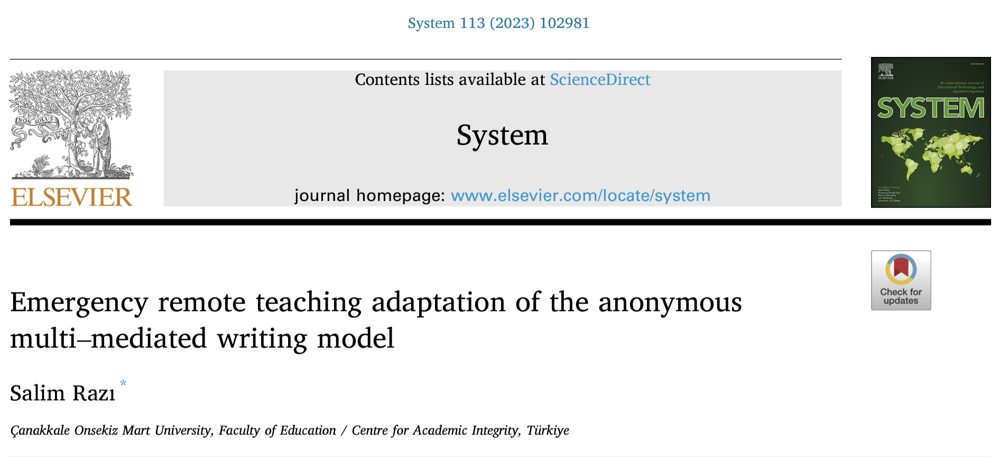 System 113 (2023) 102981
Contents lists available at ScienceDirect
System
journal homepage: www.elsevier.com/locate/system
NON SOLUS
ELSEVIER
ELSEVIER
An International Journal of
Educational Technology and
Applied Linguistics
SYSTEM
Check for
updates
Emergency remote teaching adaptation of the anonymous
multi–mediated writing model
Salim Razı *
Çanakkale Onsekiz Mart University, Faculty of Education / Centre for Academic Integrity, Türkiye